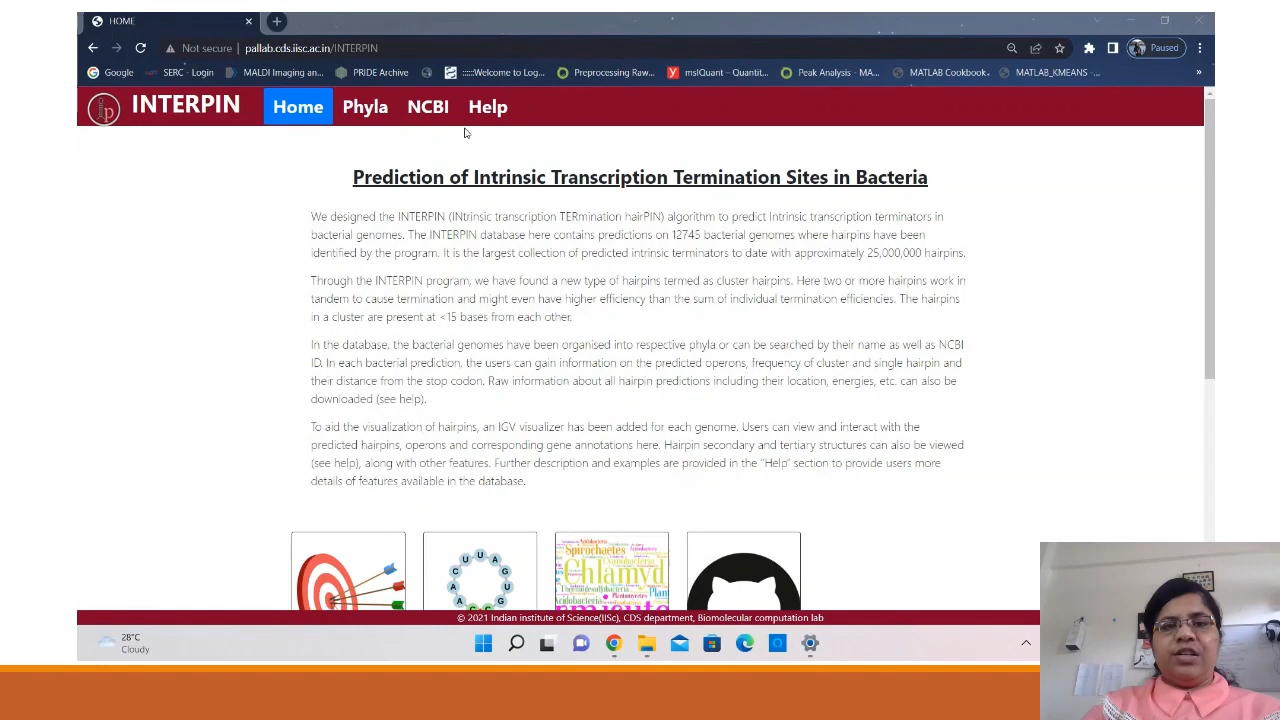 HOME
Not secure pallab.cds.iisc.ac.in/INTERPIN
Paused
Google SERC - Login MALDI Imaging an... PRIDE Archive :::::Welcome to Log... Preprocessing Raw... ms!Quant – Quantit... Peak Analysis - MA... MATLAB Cookbook. MATLAB_KMEANS - ...
INTERPIN Home Phyla NCBI Help
Prediction of Intrinsic Transcription Termination Sites in Bacteria
We designed the INTERPIN (INtrinsic transcription TERmination hairPIN) algorithm to predict Intrinsic transcription terminators in
bacterial genomes. The INTERPIN database here contains predictions on 12745 bacterial genomes where hairpins have been
identified by the program. It is the largest collection of predicted intrinsic terminators to date with approximately 25,000,000 hairpins.
Through the INTERPIN program, we have found a new type of hairpins termed as cluster hairpins. Here two or more hairpins work in
tandem to cause termination and might even have higher efficiency than the sum of individual termination efficiencies. The hairpins
in a cluster are present at <15 bases from each other.
In the database, the bacterial genomes have been organised into respective phyla or can be searched by their name as well as NCBI
ID. In each bacterial prediction, the users can gain information on the predicted operons, frequency of cluster and single hairpin and
their distance from the stop codon. Raw information about all hairpin predictions including their location, energies, etc. can also be
downloaded (see help).
To aid the visualization of hairpins, an IGV visualizer has been added for each genome. Users can view and interact with the
predicted hairpins, operons and corresponding gene annotations here. Hairpin secondary and tertiary structures can also be viewed
(see help), along with other features. Further description and examples are provided in the "Help" section to provide users more
details of features available in the database.
C U U A G U G G C C A A
Spirochaetes
Chlamyd
© 2021 Indian institute of Science(IISc), CDS department, Biomolecular computation lab
28°C
Cloudy